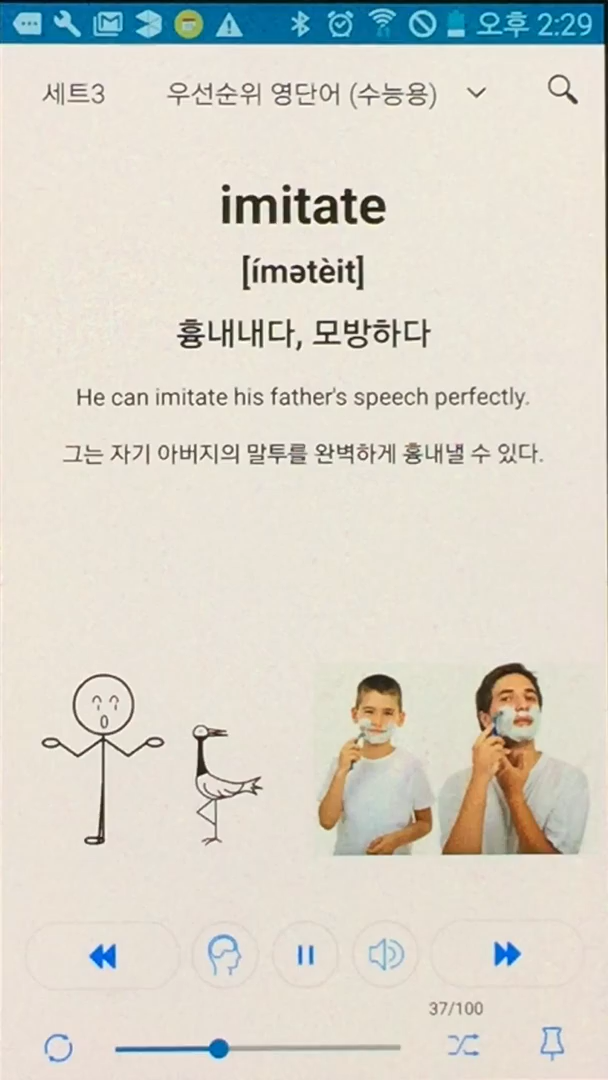 오후 2:29
세트3 우선순위 영단어 (수능용)
imitate
[ímətèit]
흉내내다, 모방하다
He can imitate his father's speech perfectly.
그는 자기 아버지의 말투를 완벽하게 흉내낼 수 있다.
37/100